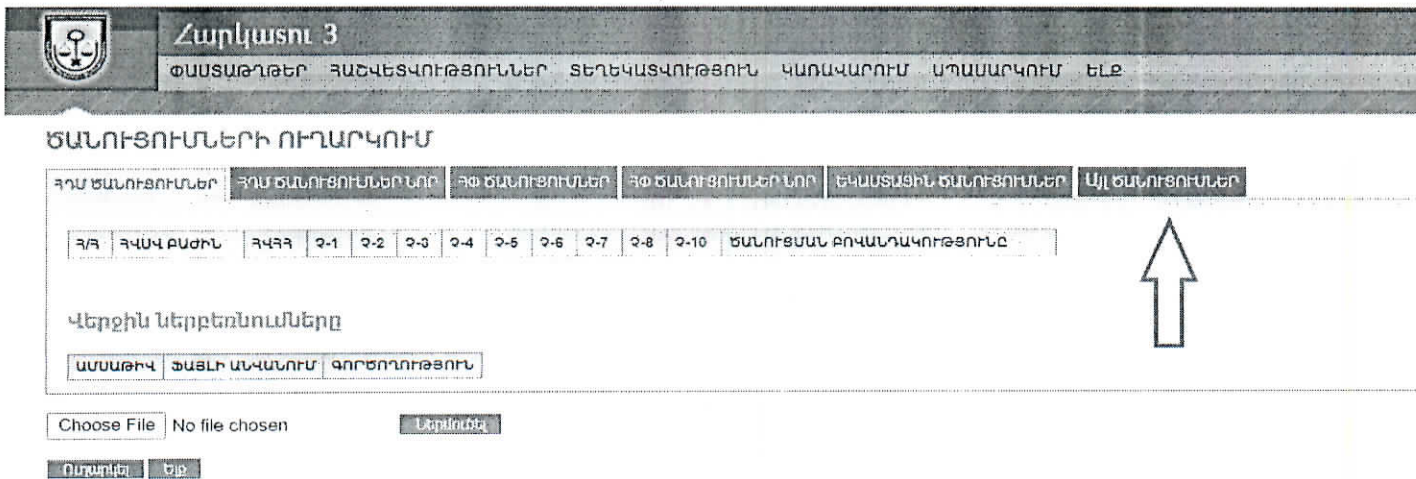 Հարկատու 3
ՓԱՍՏԱԹՂԹԵՐ ՀԱՇՎԵՏՎՈՒԹՅՈՒՆՆԵՐ ՏԵՂԵԿԱՏՎՈՒԹՅՈՒՆ ԿԱՌԱՎԱՐՈՒՄ ՍՊԱՍԱՐԿՈՒՄ ԵԼՔ
ԾԱՆՈՒՑՈՒՄՆԵՐԻ ՈՒՂԱՐԿՈՒՄ
ՀԴՄ ԾԱՆՈՒՑՈՒՄՆԵՐ ՀԴՄ ԾԱՆՈՒՑՈՒՄՆԵՐ ՆՈՐ ՀՓ ԾԱՆՈՒՑՈՒՄՆԵՐ ՀՓ ԾԱՆՈՒՑՈՒՄՆԵՐ ՆՈՐ ԵԿԱՄՏԱՅԻՆ ԾԱՆՈՒՑՈՒՄՆԵՐ ԱՅԼ ԾԱՆՈՒՑՈՒՄՆԵՐ
Հ/Հ ՀՎՍՎ ԲԱԺԻՆ ՀՎՀՀ Չ-1 Չ-2 Չ-3 Չ-4 Չ-5 Չ-6 Չ-7 Չ-8 Չ-10 ԾԱՆՈՒՑՄԱՆ ԲՈՎԱՆԴԱԿՈՒԹՅՈՒՆԸ
Վերջին ներբեռնումները
ԱՄՍԱԹԻՎ ՖԱՅԼԻ ԱՆՎԱՆՈՒՄ ԳՈՐԾՈՂՈՒԹՅՈՒՆ
Choose File No file chosen Ներմուծել
Ուղարկել Ելք